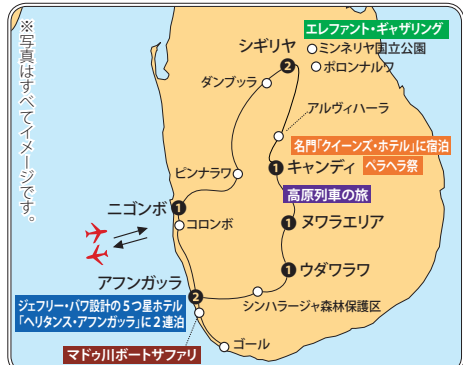 ※写真はすべてイメージです。
エレファント・ギャザリング
シギリヤ
ミンネリヤ国立公園
2
ポロンナルワ
ダンブッラ
アルヴィハーラ
名門「クイーンズ・ホテル」に宿泊
1
キャンディ
ペラヘラ祭
ピンナラワ
高原列車の旅
ニゴンボ
1
コロンボ
1
ヌワラエリア
1
ウダワラワ
アフンガッラ
2
シンハラージャ森林保護区
ジェフリー・バワ設計の5つ星ホテル
「ヘリタンス・アフンガッラ」に2連泊
マドゥ川ボートサファリ
ゴール